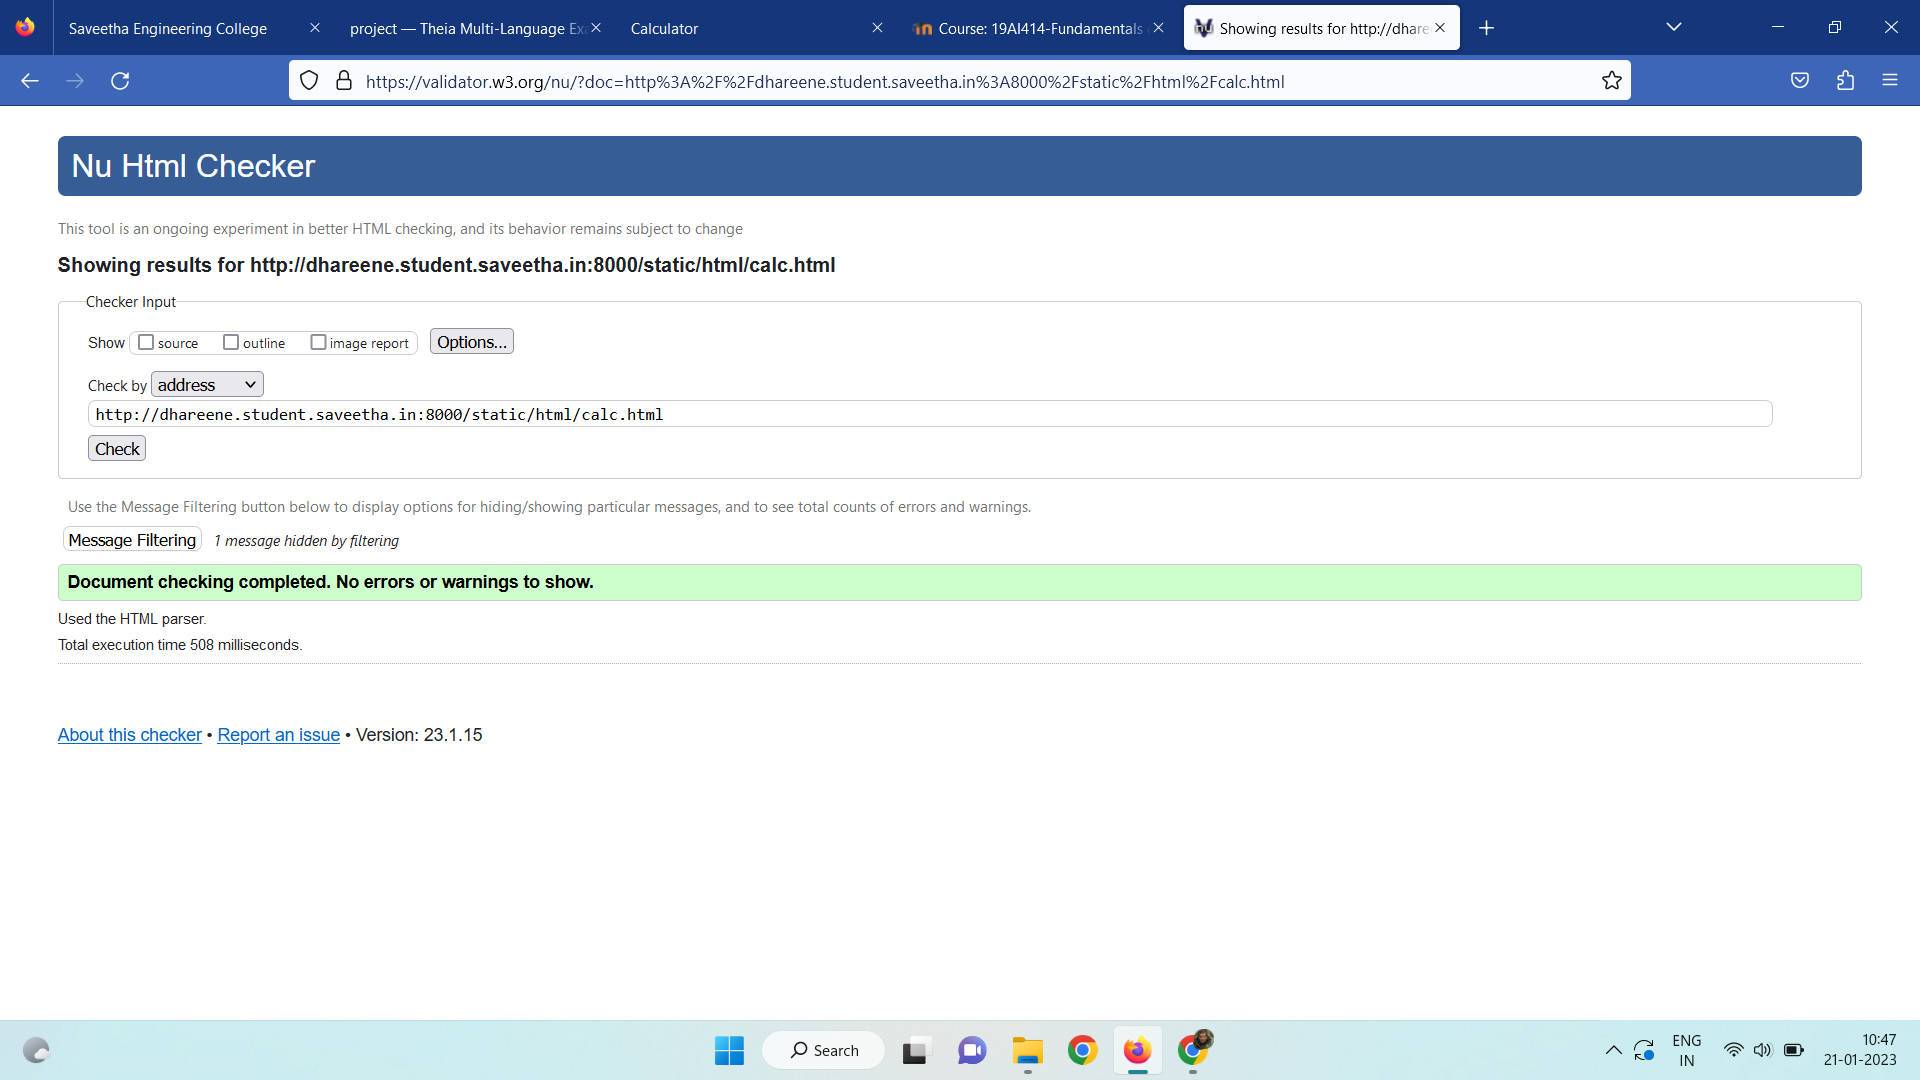 Saveetha Engineering College
project — Theia Multi-Language Ex
Calculator
Course: 19AI414-Fundamentals
Showing results for http://dhare
https://validator.w3.org/nu/?doc=http%3A%2F%2Fdhareene.student.saveetha.in%3A8000%2Fstatic%2Fhtml%2Fcalc.html
Nu Html Checker
This tool is an ongoing experiment in better HTML checking, and its behavior remains subject to change
Showing results for http://dhareene.student.saveetha.in:8000/static/html/calc.html
Checker Input
Show source outline image report Options...
Check by address
http://dhareene.student.saveetha.in:8000/static/html/calc.html
Check
Use the Message Filtering button below to display options for hiding/showing particular messages, and to see total counts of errors and warnings.
Message Filtering 1 message hidden by filtering
Document checking completed. No errors or warnings to show.
Used the HTML parser.
Total execution time 508 milliseconds.
About this checker • Report an issue • Version: 23.1.15
Search
ENG
IN
10:47
21-01-2023